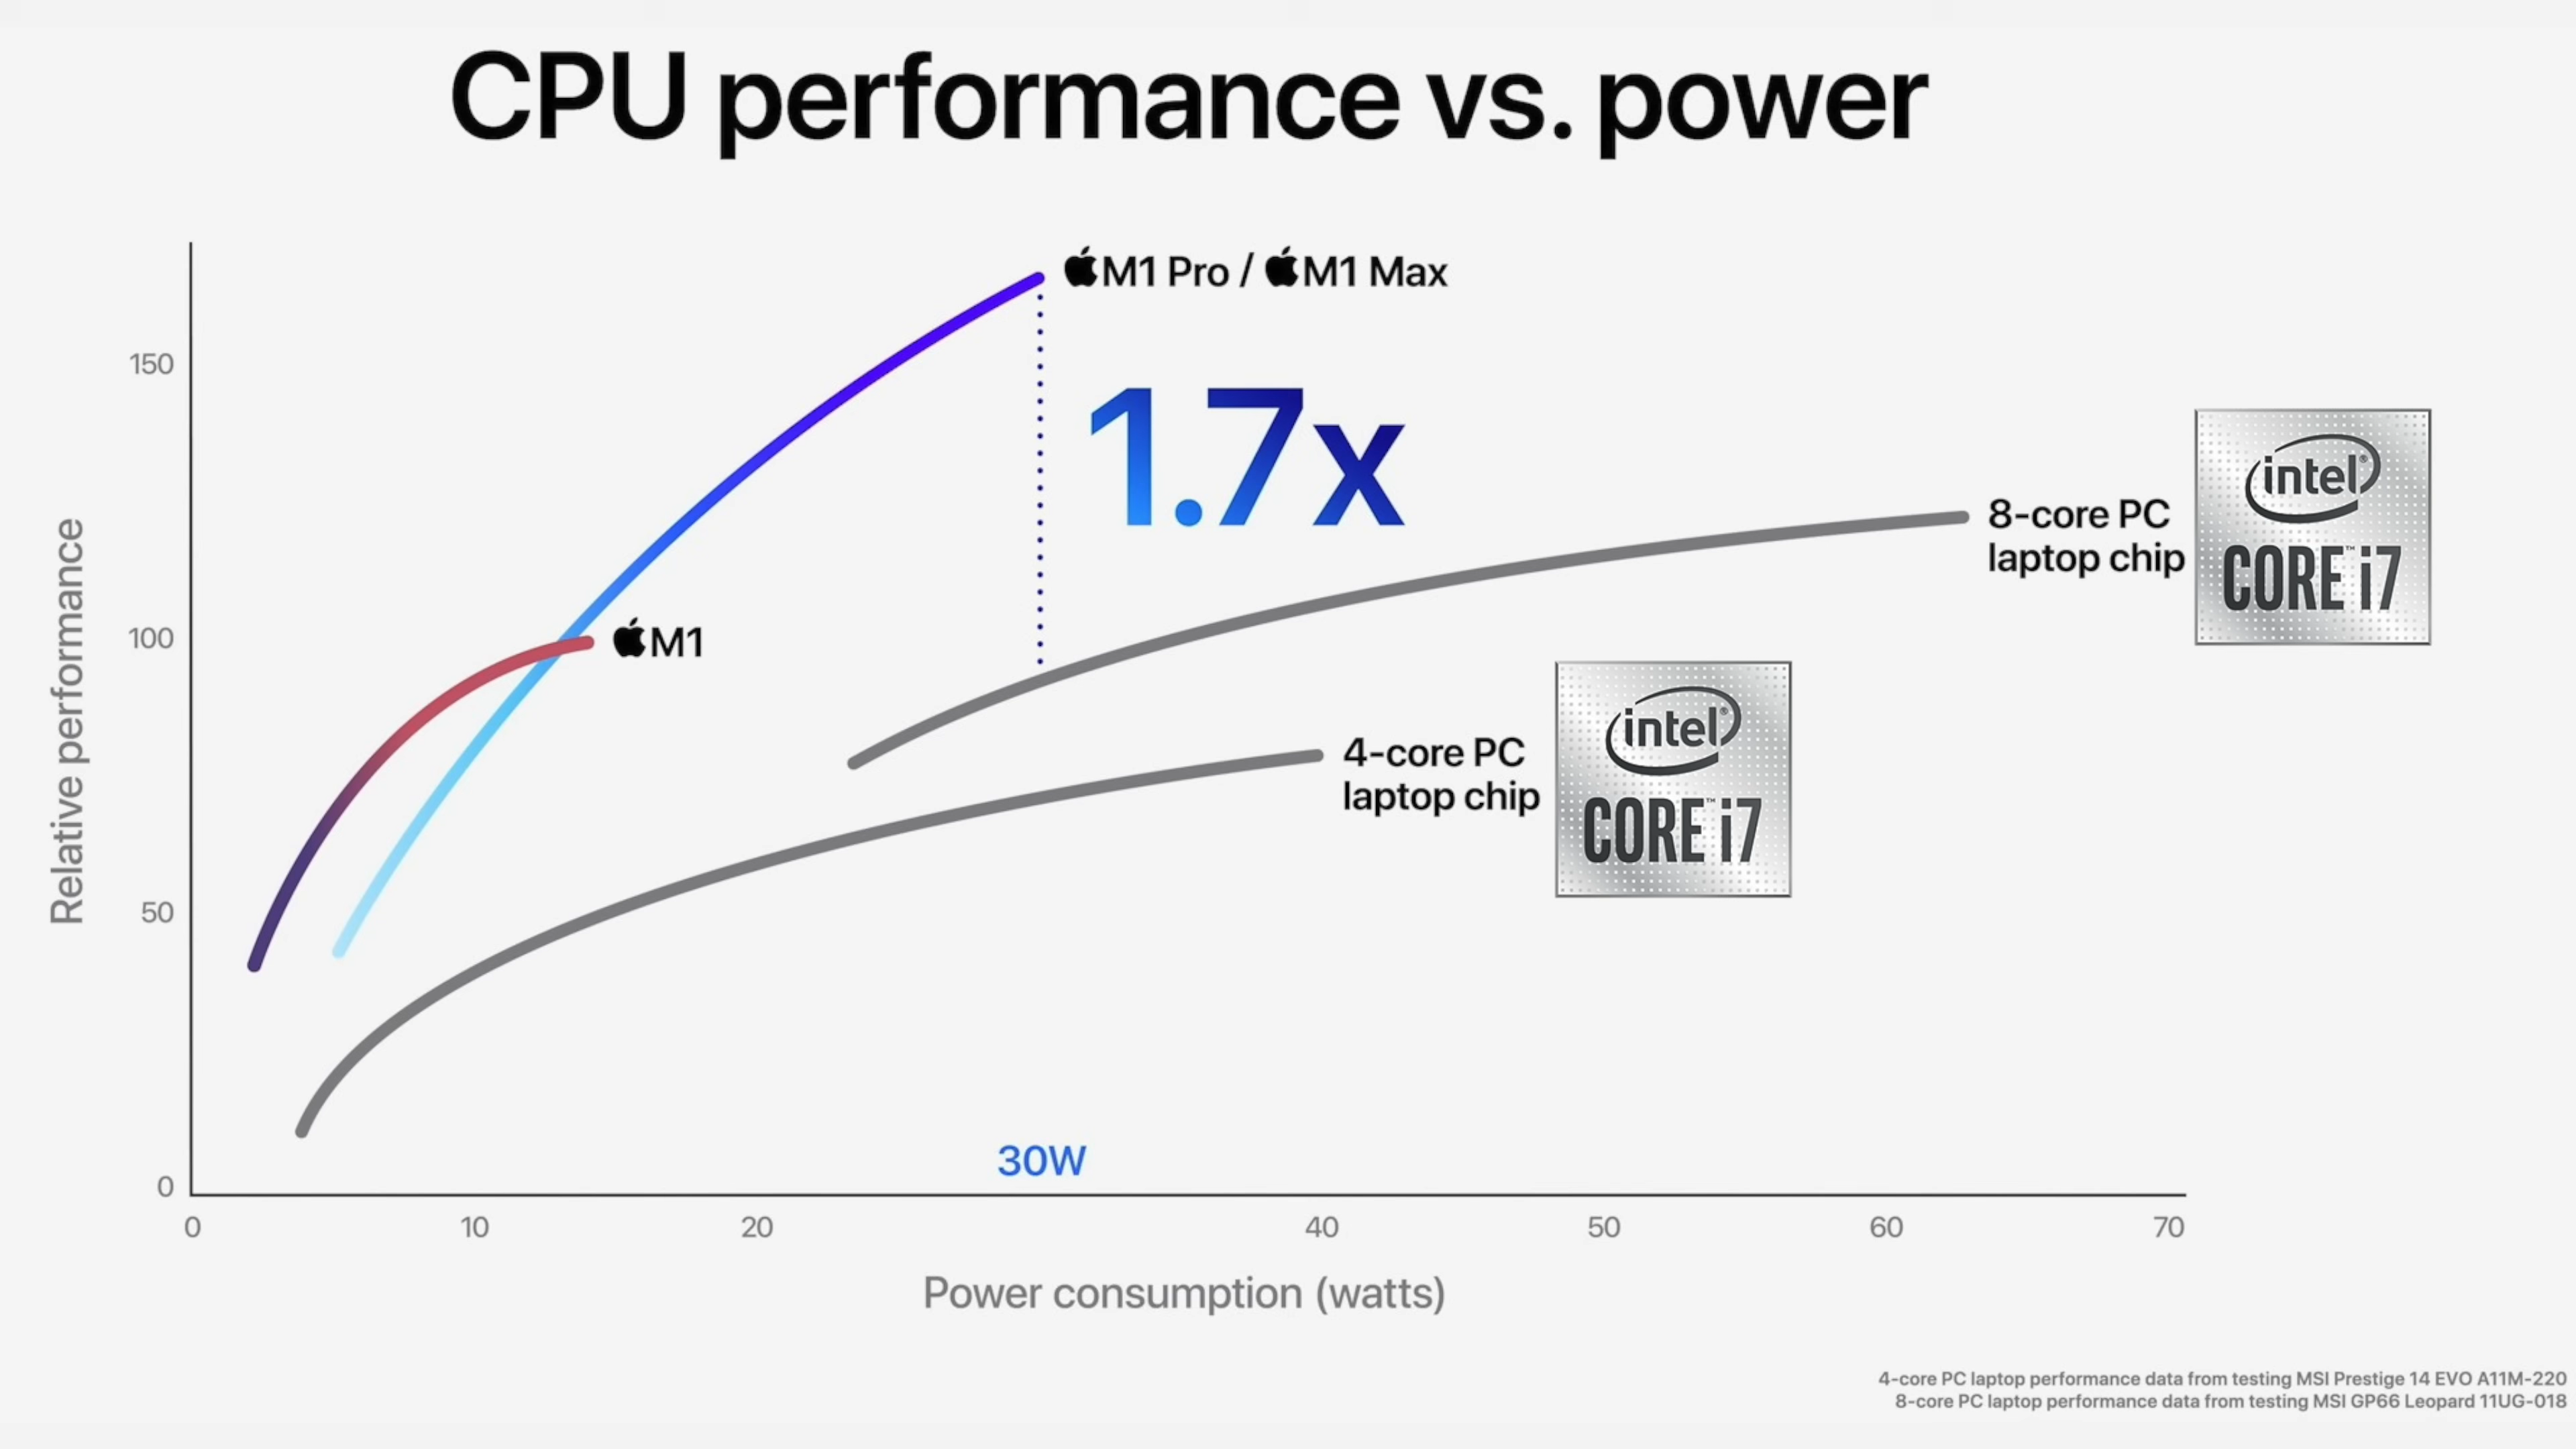 CPU performance vs. power
M1 Pro / M1 Max
150
1.7x
intel®
CORE™ i7
8-core PC
laptop chip
Relative performance
100
M1
intel®
CORE™ i7
4-core PC
laptop chip
50
30W
0
0 10 20 40 50 60 70
Power consumption (watts)
4-core PC laptop performance data from testing MSI Prestige 14 EVO A11M-220
8-core PC laptop performance data from testing MSI GP66 Leopard 11UG-018